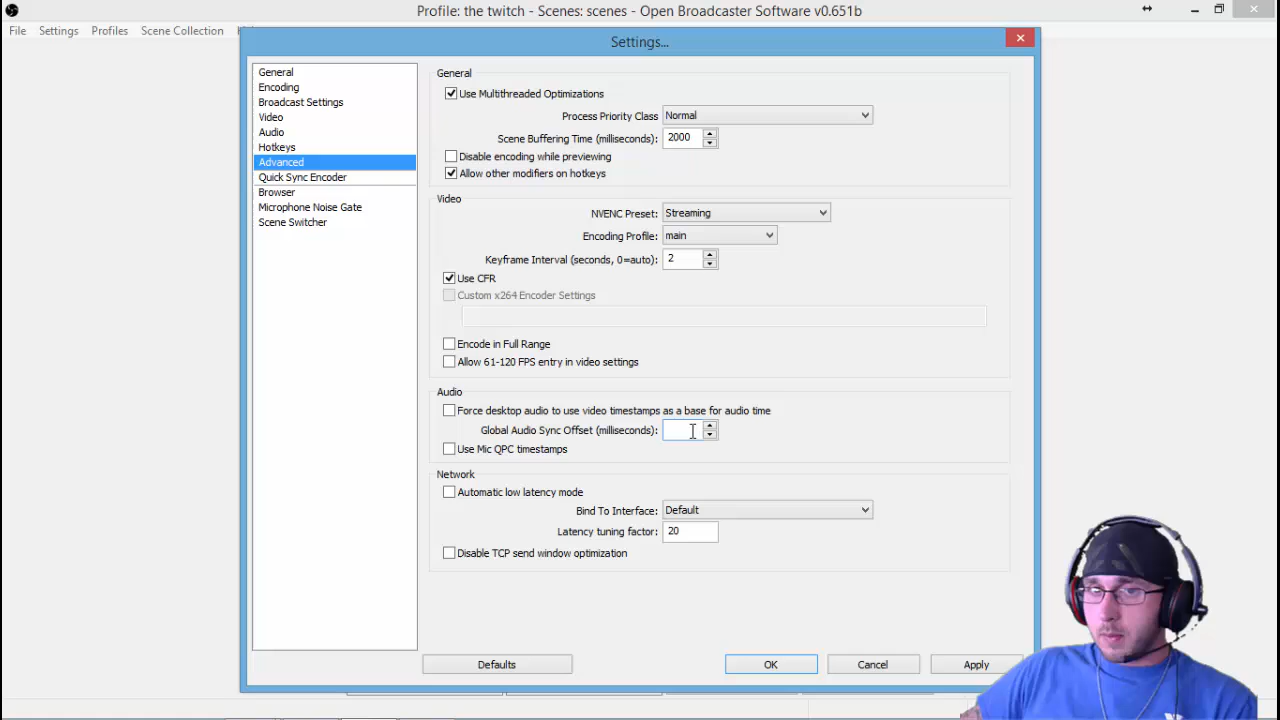 Profile: the twitch - Scenes: scenes - Open Broadcaster Software v0.651b
File Settings Profiles Scene Collection
Settings...
General
Encoding
Broadcast Settings
Video
Audio
Hotkeys
Advanced
Quick Sync Encoder
Browser
Microphone Noise Gate
Scene Switcher
General
Use Multithreaded Optimizations
Process Priority Class Normal
Scene Buffering Time (milliseconds): 2000
Disable encoding while previewing
Allow other modifiers on hotkeys
Video
NVENC Preset: Streaming
Encoding Profile: main
Keyframe Interval (seconds, 0=auto): 2
Use CFR
Custom x264 Encoder Settings
Encode in Full Range
Allow 61-120 FPS entry in video settings
Audio
Force desktop audio to use video timestamps as a base for audio time
Global Audio Sync Offset (milliseconds):
Use Mic QPC timestamps
Network
Automatic low latency mode
Bind To Interface: Default
Latency tuning factor: 20
Disable TCP send window optimization
Defaults OK Cancel Apply